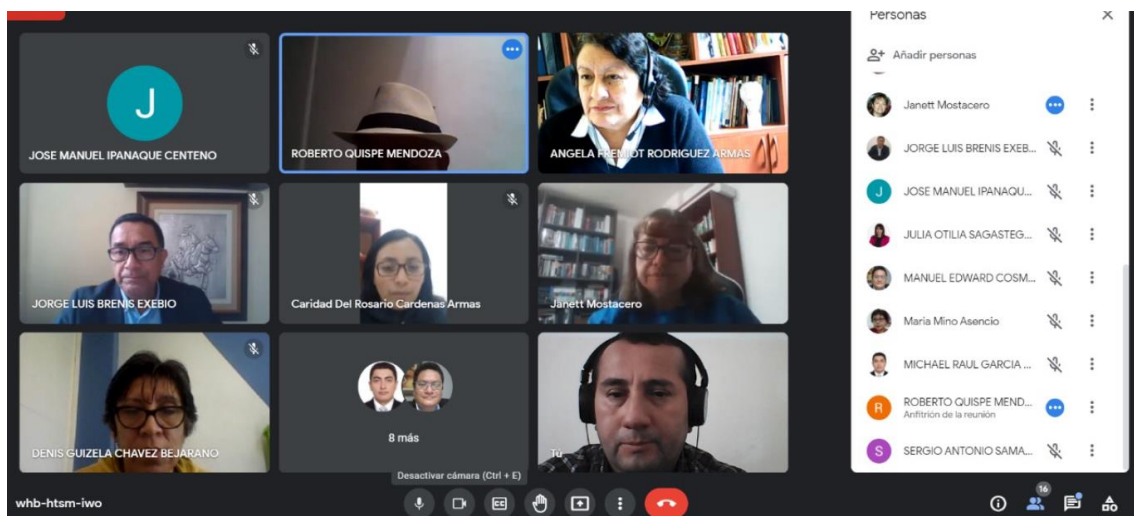 J
JOSE MANUEL IPANAQUE CENTENO
ROBERTO QUISPE MENDOZA
ANGELA FREMIOT RODRIGUEZ ARMAS
JORGE LUIS BRENIS EXEBIO
Caridad Del Rosario Cardenas Armas
Janett Mostacero
DENIS GUIZELA CHAVEZ BEJARANO
8 más
Tú
Desactivar cámara (Ctrl + E)
whb-htsm-iwo
CC
16
Personas
Añadir personas
Janett Mostacero
JORGE LUIS BRENIS EXEB...
J JOSE MANUEL IPANAQU...
JULIA OTILIA SAGASTEG...
MANUEL EDWARD COSM...
Maria Mino Asencio
MICHAEL RAUL GARCIA ...
R ROBERTO QUISPE MEND...
Anfitrión de la reunión
S SERGIO ANTONIO SAMA...